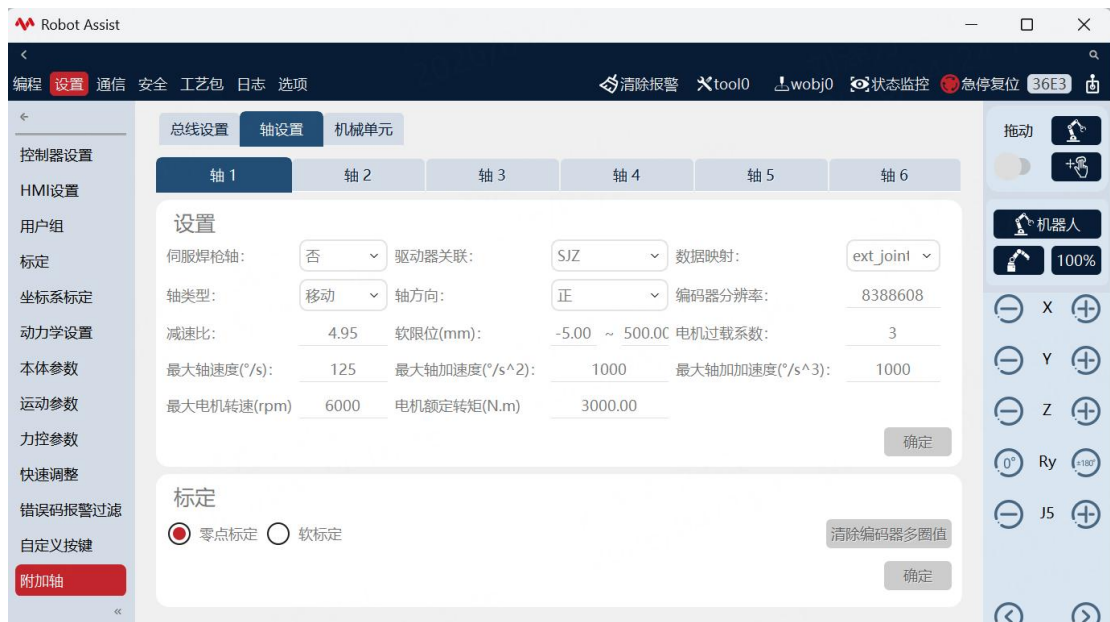 Robot Assist
编程 设置 通信 安全 工艺包 日志 选项 清除报警 tool0 wobj0 状态监控 急停复位 36E3
控制器设置
HMI设置
用户组
标定
坐标系标定
动力学设置
本体参数
运动参数
力控参数
快速调整
错误码报警过滤
自定义按键
附加轴
总线设置 轴设置 机械单元
轴 1 轴 2 轴 3 轴 4 轴 5 轴 6
设置
伺服焊枪轴: 否 驱动器关联: SJZ 数据映射: ext_joint
轴类型: 移动 轴方向: 正 编码器分辨率: 8388608
减速比: 4.95 软限位(mm): -5.00 ~ 500.00 电机过载系数: 3
最大轴速度(°/s): 125 最大轴加速度(°/s^2): 1000 最大轴加加速度(°/s^3): 1000
最大电机转速(rpm) 6000 电机额定转矩(N.m) 3000.00
确定
标定
零点标定 软标定 清除编码器多圈值
确定
拖动
机器人
100%
X
Y
Z
0° Ry ±180°
J5